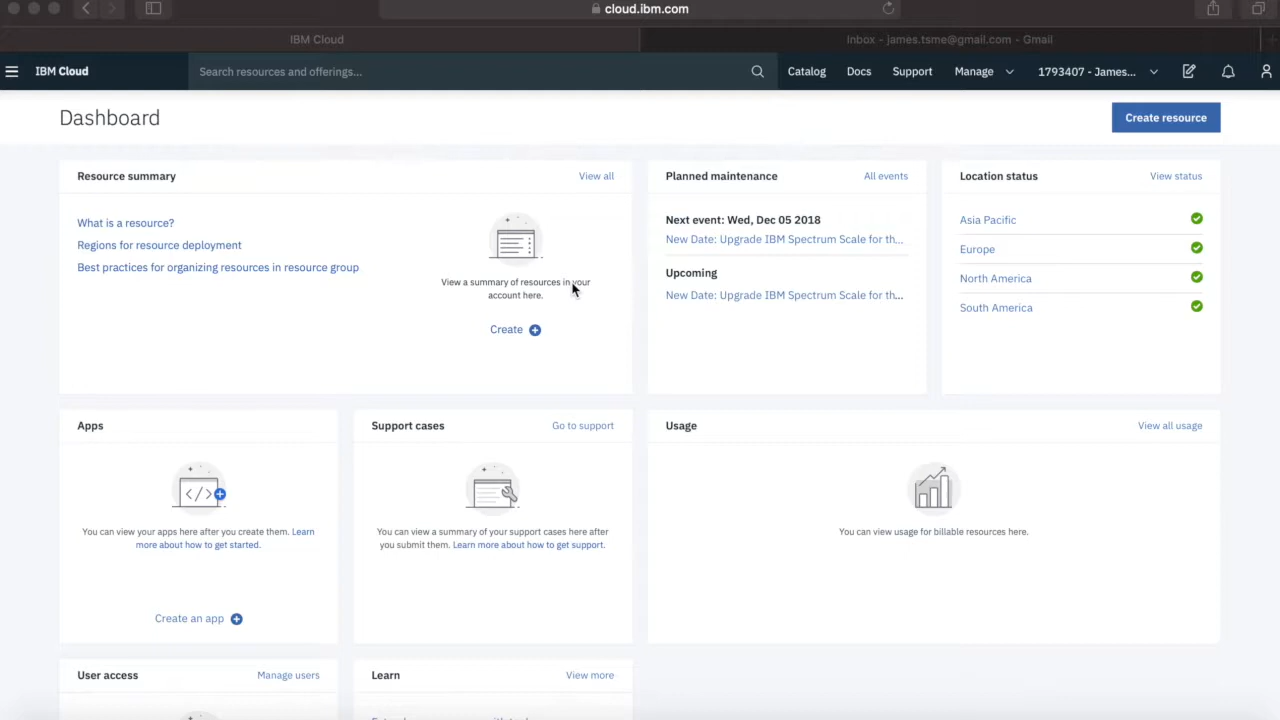 cloud.ibm.com
IBM Cloud
Inbox - james.tsme@gmail.com - Gmail
IBM Cloud
Search resources and offerings...
Catalog
Docs
Support
Manage
1793407 - James...
Dashboard
Create resource
Resource summary
View all
What is a resource?
Regions for resource deployment
Best practices for organizing resources in resource group
View a summary of resources in your
account here.
Create
Planned maintenance
All events
Next event: Wed, Dec 05 2018
New Date: Upgrade IBM Spectrum Scale for th...
Upcoming
New Date: Upgrade IBM Spectrum Scale for th...
Location status
View status
Asia Pacific
Europe
North America
South America
Apps
</>
You can view your apps here after you create them. Learn
more about how to get started.
Create an app
Support cases
Go to support
You can view a summary of your support cases here after
you submit them. Learn more about how to get support.
Usage
View all usage
You can view usage for billable resources here.
User access
Manage users
Learn
View more